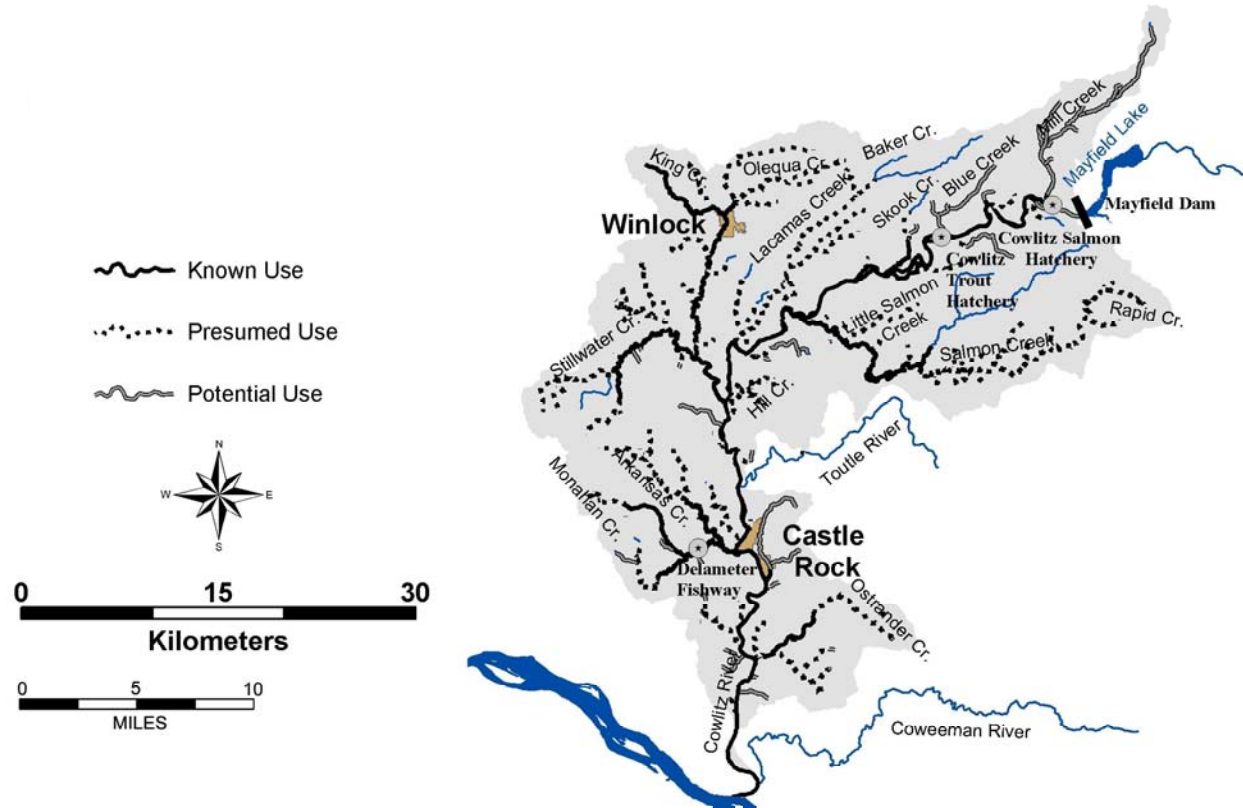 Known Use
Presumed Use
Potential Use
N
W E
S
0 15 30
Kilometers
0 5 10
MILES
King Cr.
Olequa Cr.
Baker Cr.
Mill Creek
Mayfield Lake
Winlock
Lacamas Creek
Skook Cr.
Blue Creek
Mayfield Dam
Cowlitz Salmon
Hatchery
Cowlitz
Trout
Hatchery
Little Salmon
Creek
Salmon Creek
Rapid Cr.
Stillwater Cr.
Hill Cr.
Toutle River
Arkansas Cr.
Monahan Cr.
Castle
Rock
Delameter
Fishway
Ostrander Cr.
Cowlitz River
Coweeman River